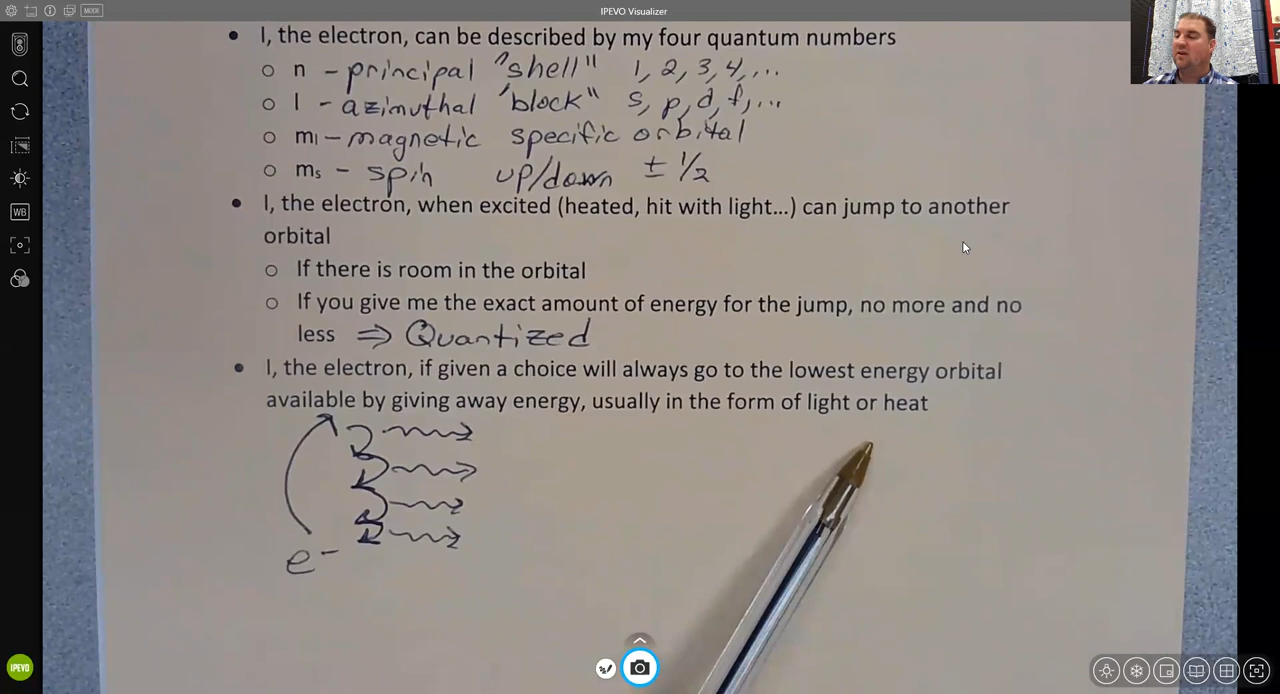 IPEVO Visualizer
MODE
• I, the electron, can be described by my four quantum numbers
o n - principal "shell" 1, 2, 3, 4, ...
o l - azimuthal "block" s, p, d, f, ...
o ml - magnetic specific orbital
o ms - spin up/down ± 1/2
• I, the electron, when excited (heated, hit with light...) can jump to another
orbital
o If there is room in the orbital
o If you give me the exact amount of energy for the jump, no more and no
less ⇒ Quantized
• I, the electron, if given a choice will always go to the lowest energy orbital
available by giving away energy, usually in the form of light or heat
e-
WB
IPEVO